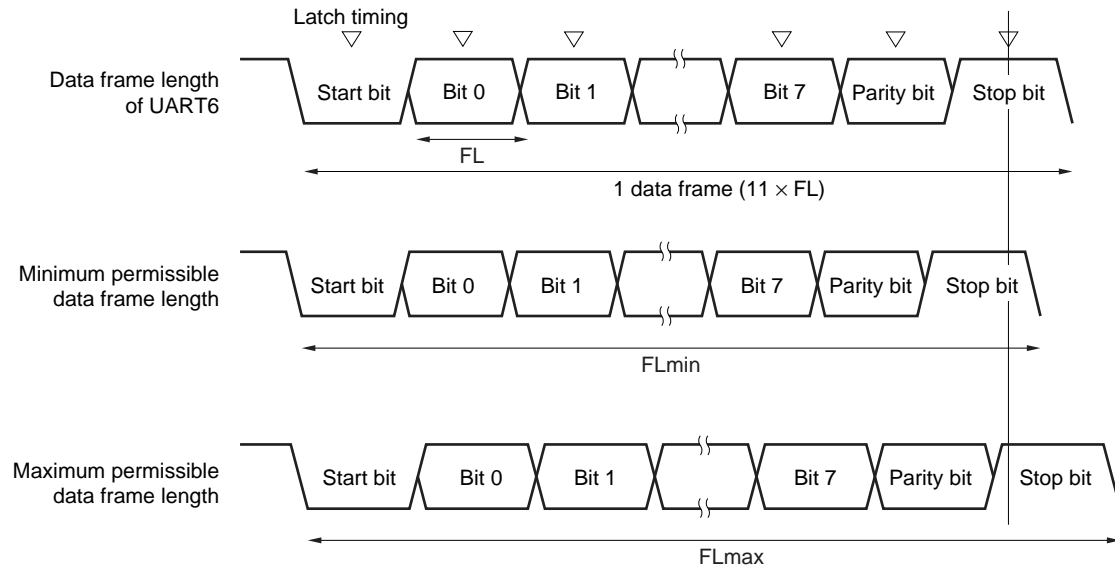 Latch timing
Data frame length
of UART6
Start bit
Bit 0
Bit 1
Bit 7
Parity bit
Stop bit
FL
1 data frame (11 × FL)
Minimum permissible
data frame length
Start bit
Bit 0
Bit 1
Bit 7
Parity bit
Stop bit
FLmin
Maximum permissible
data frame length
Start bit
Bit 0
Bit 1
Bit 7
Parity bit
Stop bit
FLmax